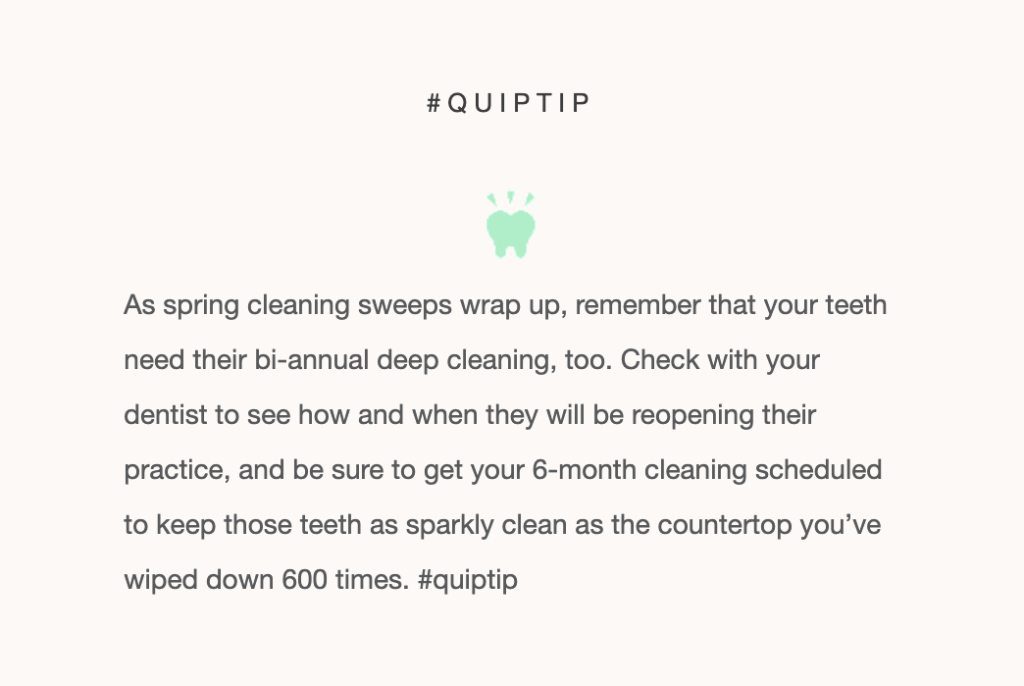 #QUIPTIP
As spring cleaning sweeps wrap up, remember that your teeth
need their bi-annual deep cleaning, too. Check with your
dentist to see how and when they will be reopening their
practice, and be sure to get your 6-month cleaning scheduled
to keep those teeth as sparkly clean as the countertop you’ve
wiped down 600 times. #quiptip